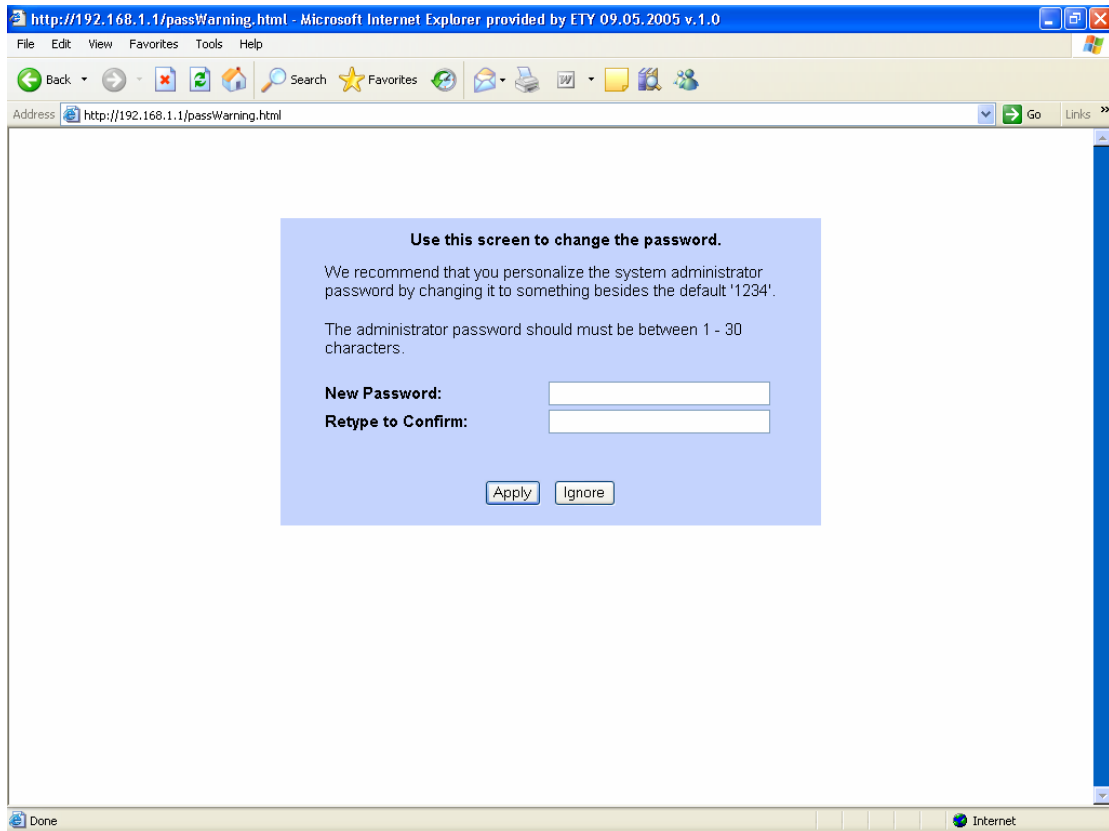 http://192.168.1.1/passWarning.html - Microsoft Internet Explorer provided by ETY 09.05.2005 v.1.0
File Edit View Favorites Tools Help
Back Search Favorites W
Address http://192.168.1.1/passWarning.html Go Links »
Use this screen to change the password.
We recommend that you personalize the system administrator
password by changing it to something besides the default '1234'.
The administrator password should must be between 1 - 30
characters.
New Password:
Retype to Confirm:
Apply Ignore
Done Internet